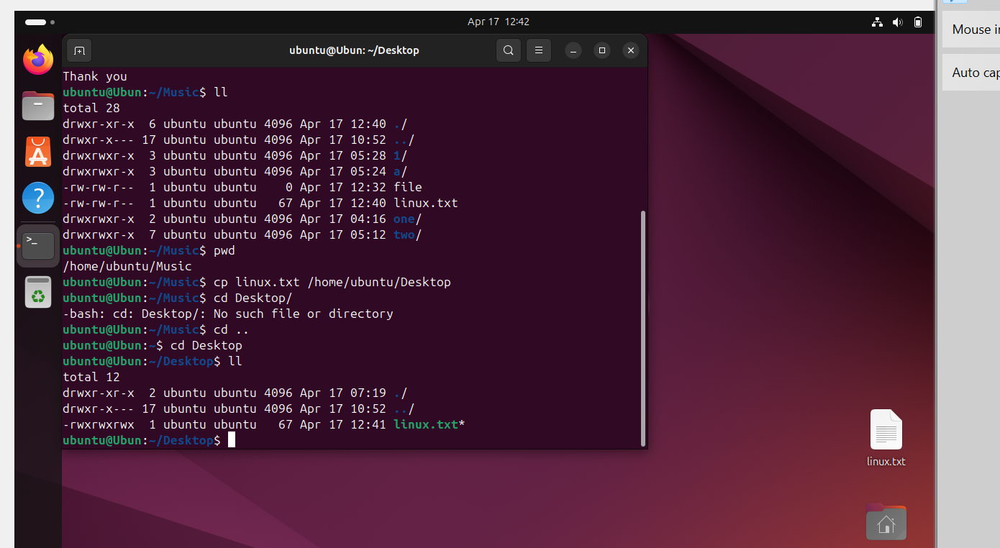 Apr 17 12:42
Mouse i
Auto cap
ubuntu@Ubun: ~/Desktop
Thank you
ubuntu@Ubun:~/Music$ ll
total 28
drwxr-xr-x  6 ubuntu ubuntu 4096 Apr 17 12:40 ./
drwxr-x--- 17 ubuntu ubuntu 4096 Apr 17 10:52 ../
drwxrwxr-x  3 ubuntu ubuntu 4096 Apr 17 05:28 1/
drwxrwxr-x  3 ubuntu ubuntu 4096 Apr 17 05:24 a/
-rw-rw-r--  1 ubuntu ubuntu    0 Apr 17 12:32 file
-rw-rw-r--  1 ubuntu ubuntu   67 Apr 17 12:40 linux.txt
drwxrwxr-x  2 ubuntu ubuntu 4096 Apr 17 04:16 one/
drwxrwxr-x  7 ubuntu ubuntu 4096 Apr 17 05:12 two/
ubuntu@Ubun:~/Music$ pwd
/home/ubuntu/Music
ubuntu@Ubun:~/Music$ cp linux.txt /home/ubuntu/Desktop
ubuntu@Ubun:~/Music$ cd Desktop/
-bash: cd: Desktop/: No such file or directory
ubuntu@Ubun:~/Music$ cd ..
ubuntu@Ubun:~$ cd Desktop
ubuntu@Ubun:~/Desktop$ ll
total 12
drwxr-xr-x  2 ubuntu ubuntu 4096 Apr 17 07:19 ./
drwxr-x--- 17 ubuntu ubuntu 4096 Apr 17 10:52 ../
-rwxrwxrwx  1 ubuntu ubuntu   67 Apr 17 12:41 linux.txt*
ubuntu@Ubun:~/Desktop$
linux.txt